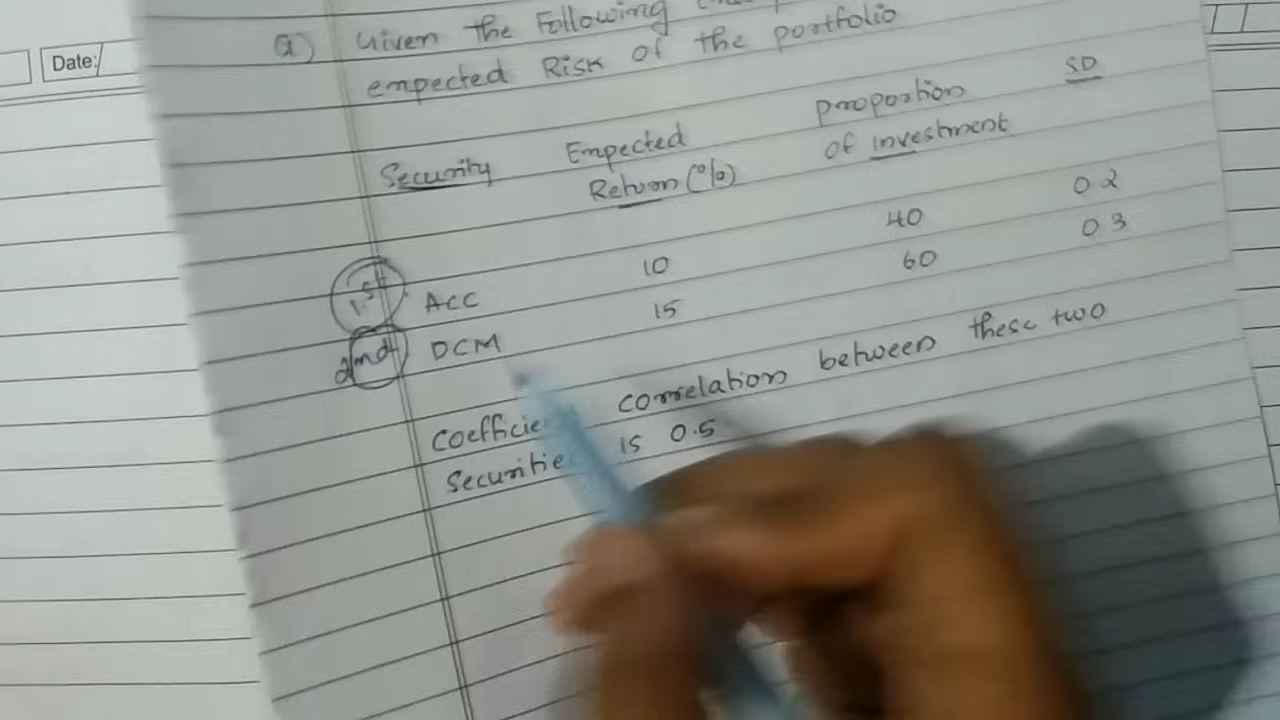 Date:
a) Given the Following
expected Risk of the portfolio
Security Expected Return (%) proportion of investment SD
1st ACC 10 40 0.2
2nd DCM 15 60 0.3
Coefficie correlation between these two
Securitie is 0.5